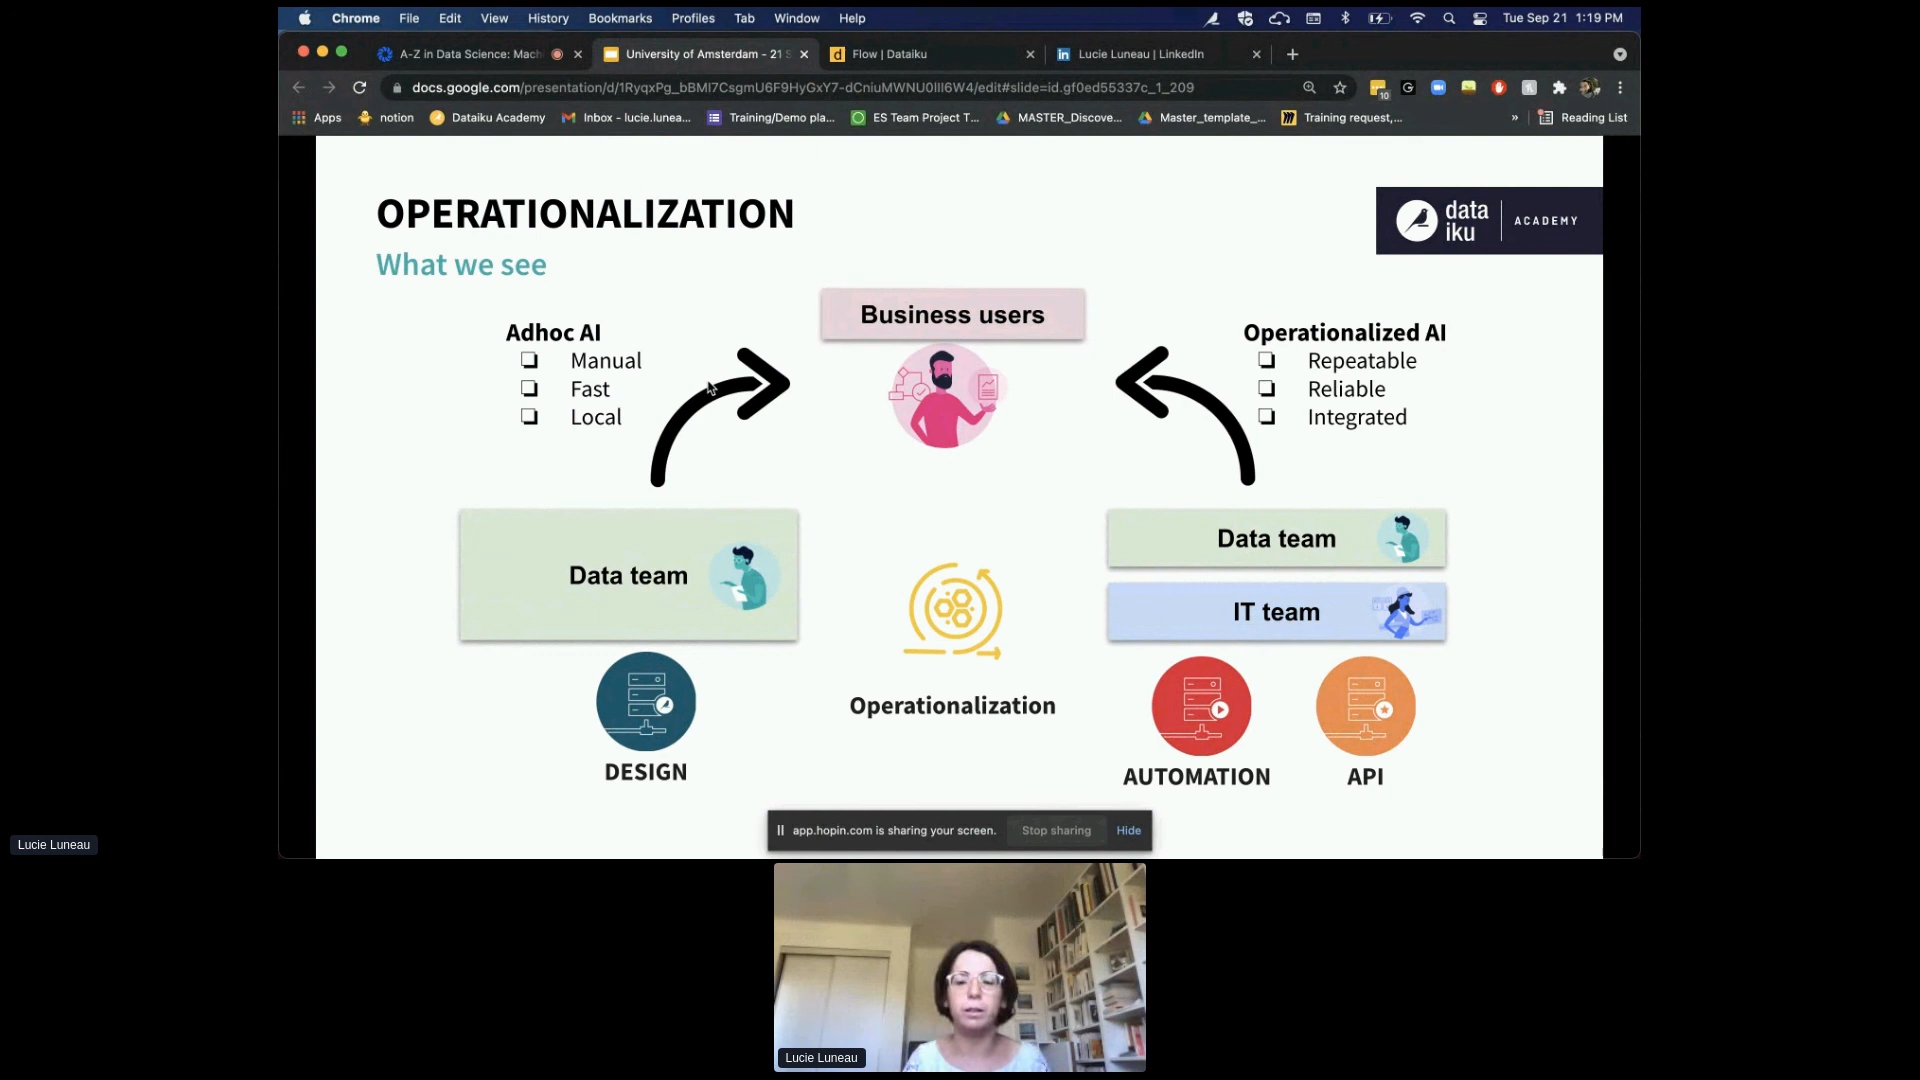 Chrome File Edit View History Bookmarks Profiles Tab Window Help Tue Sep 21 1:19 PM
A-Z in Data Science: Mach University of Amsterdam - 21 S Flow | Dataiku Lucie Luneau | LinkedIn
docs.google.com/presentation/d/1RyqxPg_bBMI7CsgmU6F9HyGxY7-dCniuMWNU0III6W4/edit#slide=id.gf0ed55337c_1_209
10
Apps notion Dataiku Academy Inbox - lucie.lunea... Training/Demo pla... ES Team Project T... MASTER_Discove... Master_template_... Training request,... » Reading List
OPERATIONALIZATION
What we see
data iku ACADEMY
Business users
Adhoc AI
Manual
Fast
Local
Operationalized AI
Repeatable
Reliable
Integrated
Data team
DESIGN
Operationalization
Data team
IT team
AUTOMATION
API
app.hopin.com is sharing your screen. Stop sharing Hide
Lucie Luneau
Lucie Luneau